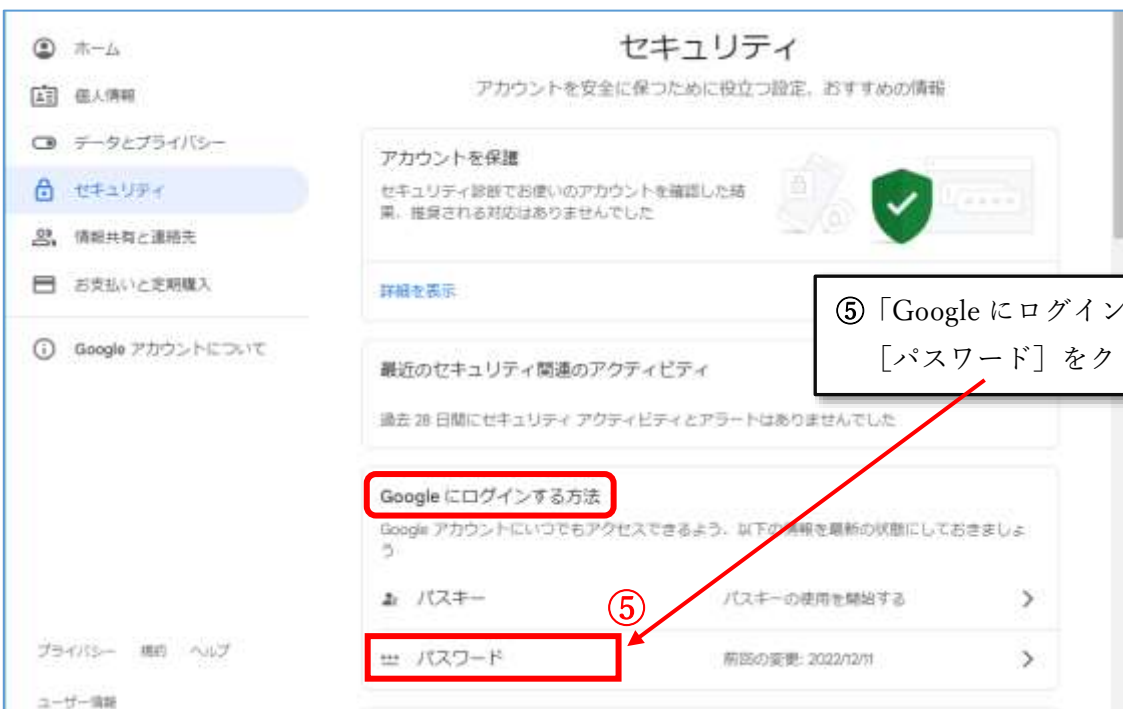 ホーム
個人情報
データとプライバシー
セキュリティ
情報共有と連絡先
お支払いと定期購入
Google アカウントについて
プライバシー 規約 ヘルプ
ユーザー情報
セキュリティ
アカウントを安全に保つために役立つ設定、おすすめの情報
アカウントを保護
セキュリティ診断でお使いのアカウントを確認した結
果、推奨される対応はありませんでした
詳細を表示
⑤「Google にログイン
［パスワード］をク
最近のセキュリティ関連のアクティビティ
過去 28 日間にセキュリティ アクティビティとアラートはありませんでした
Google にログインする方法
Google アカウントにいつでもアクセスできるよう、以下の情報を最新の状態にしておきましょ
う
パスキー パスキーの使用を開始する
⑤
パスワード 前回の変更: 2022/12/11